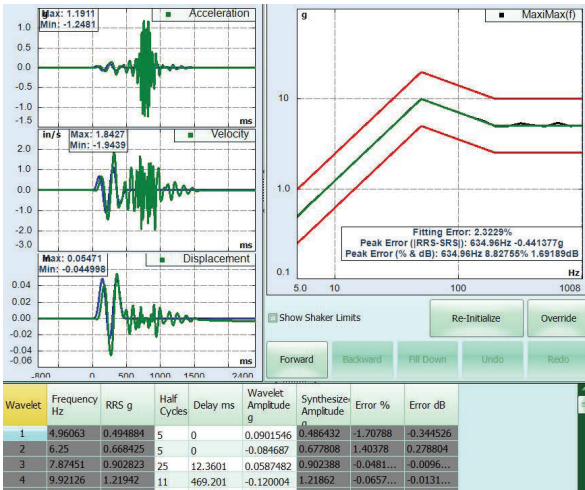 g Max: 1.1911 Acceleration
Min: -1.2481
1.0
0.5
0.0
-0.5
-1.0
-1.5
ms
in/s Max: 1.8427 Velocity
Min: -1.9439
2.0
1.0
0.0
-1.0
-2.0
-3.0
ms
Max: 0.05471 Displacement
Min: -0.044998
0.04
0.02
0.00
-0.02
-0.04
-0.06
ms
-800 0 500 1500 2400
g MaxiMax(f)
10
1.0
0.1
Fitting Error: 2.3229%
Peak Error (|RRS-SRS|): 634.96Hz -0.441377g
Peak Error (% & dB): 634.96Hz 8.82755% 1.69189dB
Hz
5.0 10 100 1008
Show Shaker Limits Re-Initialize Override
Forward Backward Fill Down Undo Redo
Wavelet Frequency Hz RRS g Half Cycles Delay ms Wavelet Amplitude g Synthesize Amplitude g Error % Error dB
1 4.96063 0.494884 5 0 0.0901546 0.486432 -1.70788 -0.344526
2 6.25 0.668425 5 0 -0.084687 0.677808 1.40378 0.278804
3 7.87451 0.902823 25 12.3601 0.0587482 0.902388 -0.0481... -0.0096...
4 9.92126 1.21942 11 469.201 -0.120004 1.21862 -0.0657... -0.0131...